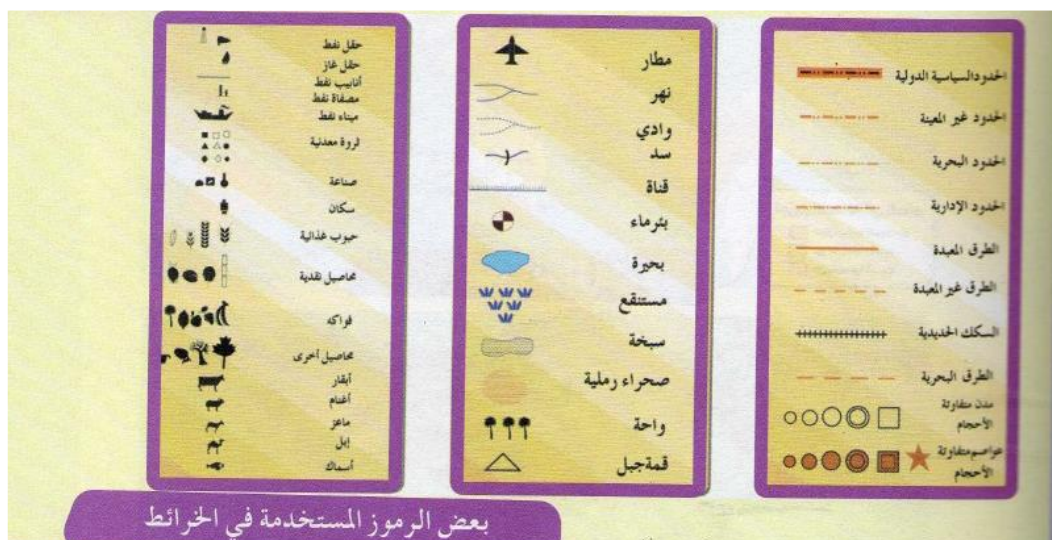 الحدود السياسية الدولية
الحدود غير المعينة
الحدود البحرية
الحدود الإدارية
الطرق المعبدة
الطرق غير المعبدة
السكك الحديدية
الطرق البحرية
مدن متفاوتة
الأحجام
عواصم متفاوتة
الأحجام
مطار
نهر
وادي
سد
قناة
بئرماء
بحيرة
مستنقع
سبخة
صحراء رملية
واحة
قمة جبل
حقل نفط
حقل غاز
أنابيب نفط
مصفاة نفط
ميناء نفط
ثروة معدنية
صناعة
سكان
حبوب غذائية
محاصيل نقدية
فواكه
محاصيل أخرى
أبقار
أغنام
ماعز
إبل
أسماك
بعض الرموز المستخدمة في الخرائط